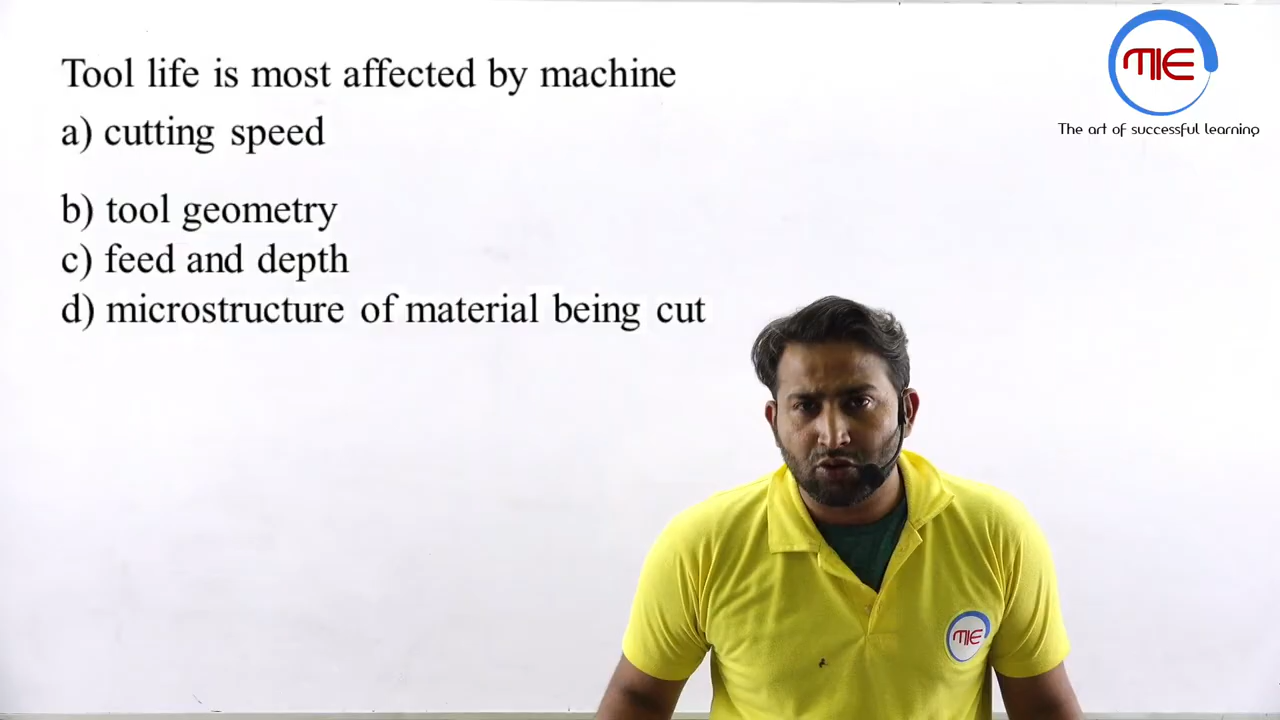 Tool life is most affected by machine
a) cutting speed
b) tool geometry
c) feed and depth
d) microstructure of material being cut
MIE
The art of successful learning
MIE